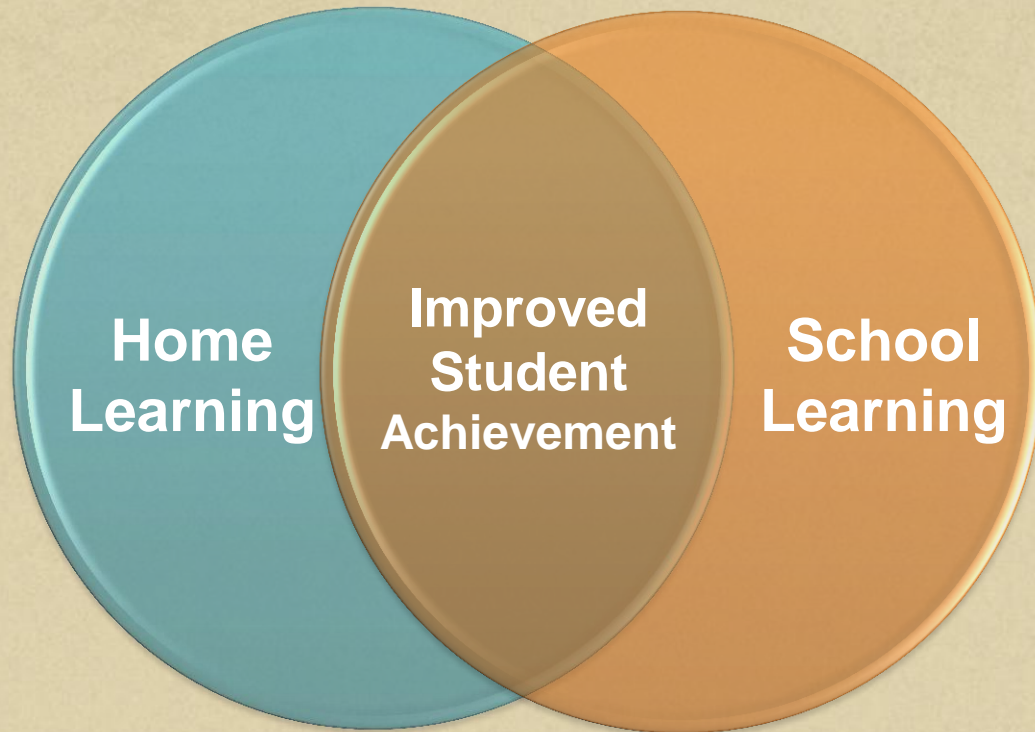 Home
Learning
Improved
Student
Achievement
School
Learning